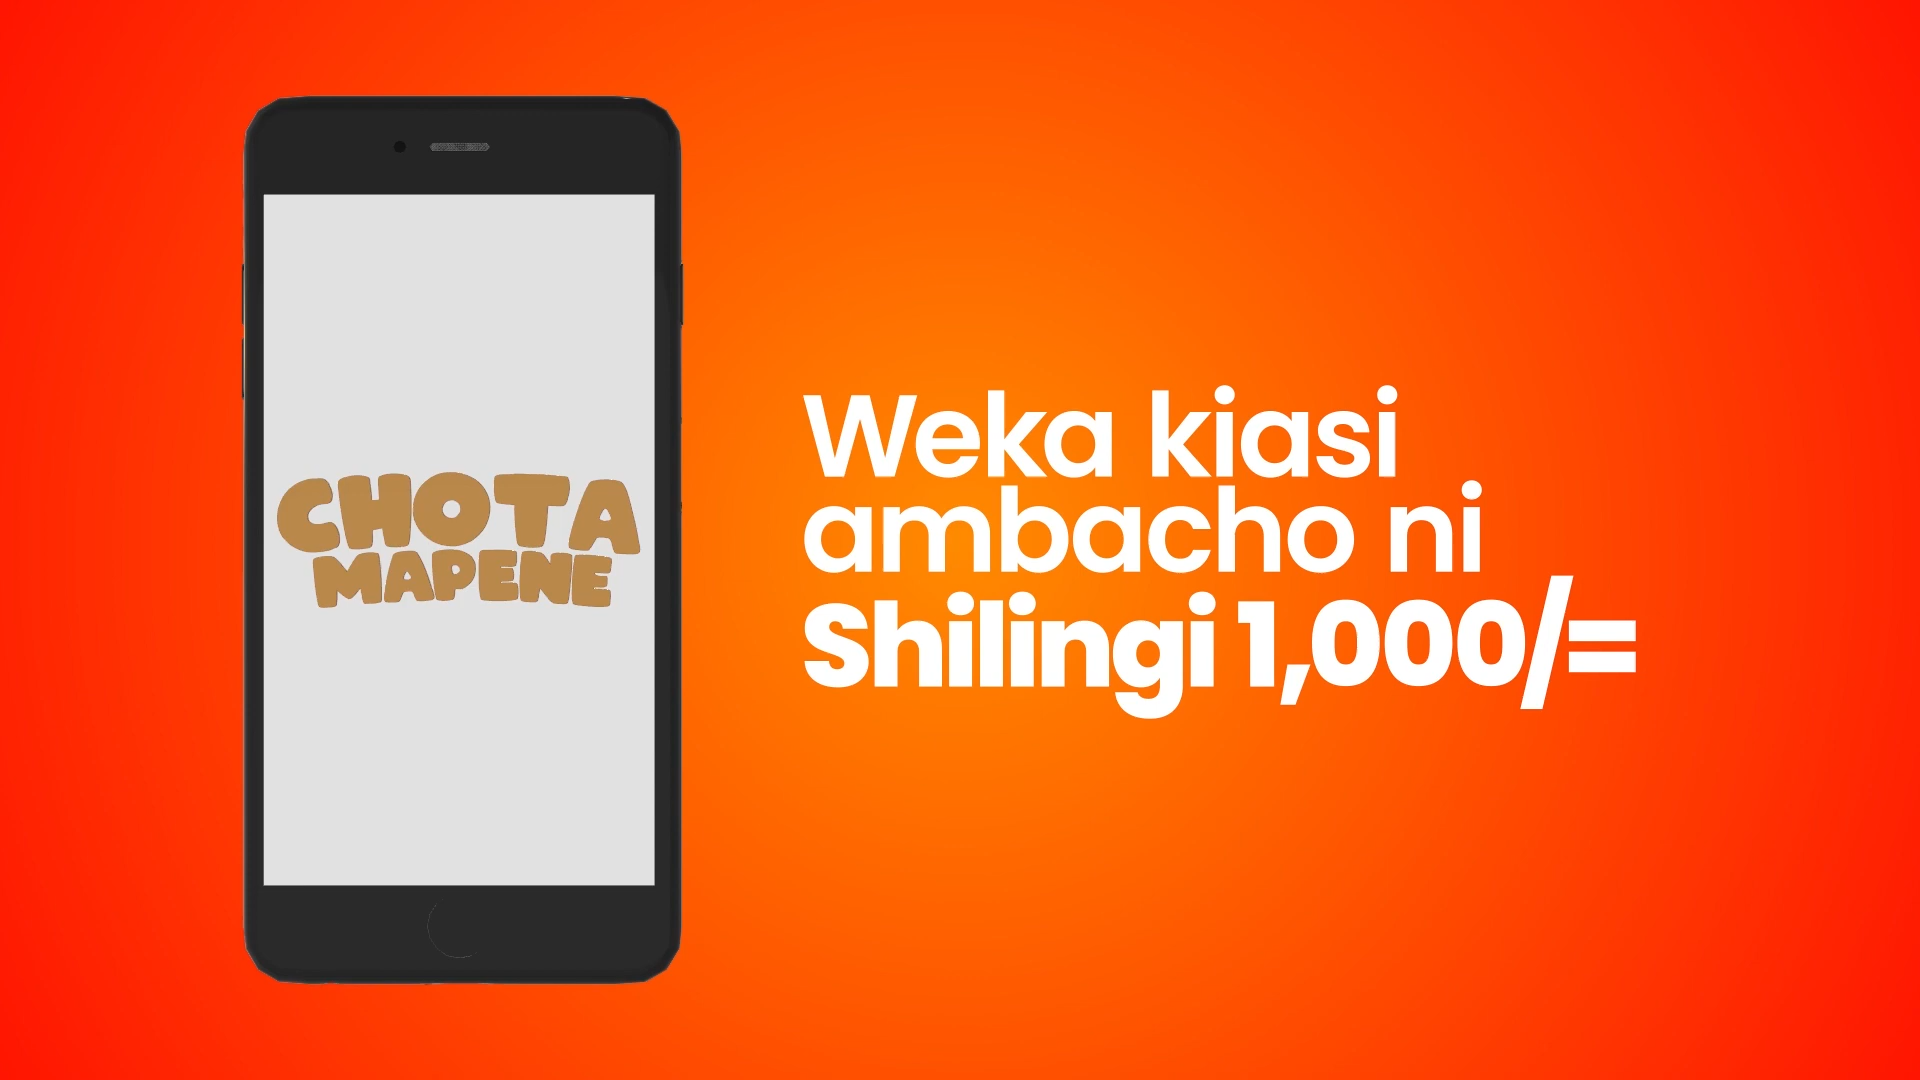 CHOTA
MAPENE
Weka kiasi
ambacho ni
Shilingi 1,000/=